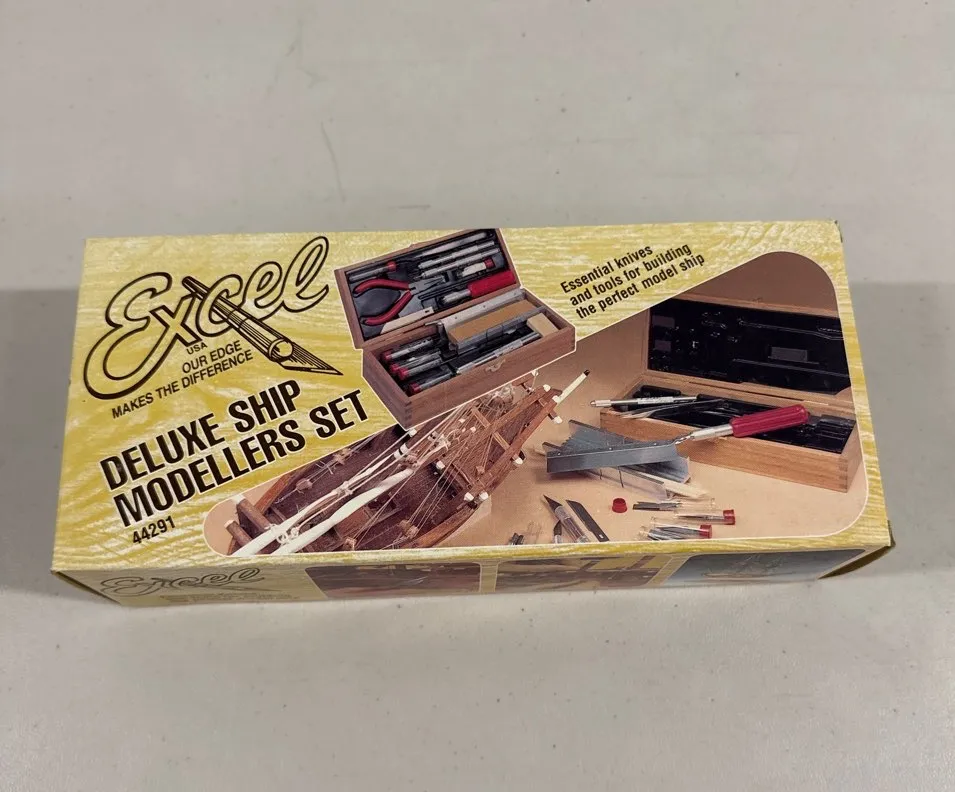 Excel
USA
OUR EDGE
MAKES THE DIFFERENCE
DELUXE SHIP
MODELLERS SET
44291
Essential knives
and tools for building
the perfect model ship
Excel